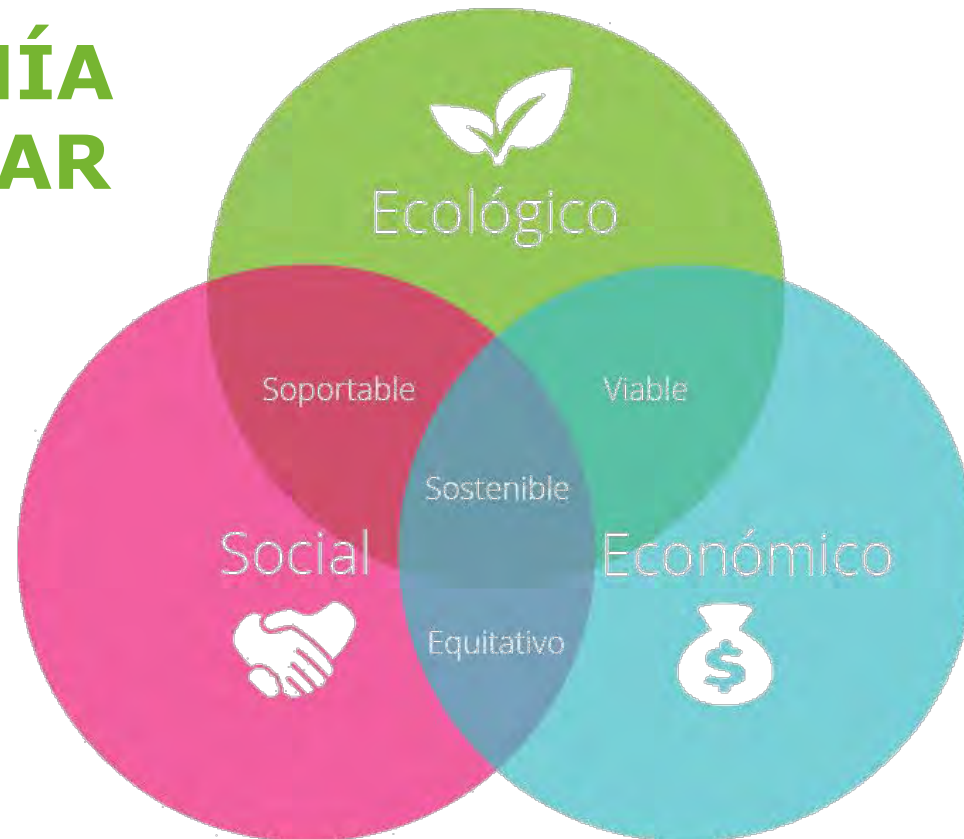 ÍA
AR
Ecológico
Soportable
Viable
Sostenible
Social
Económico
Equitativo
$